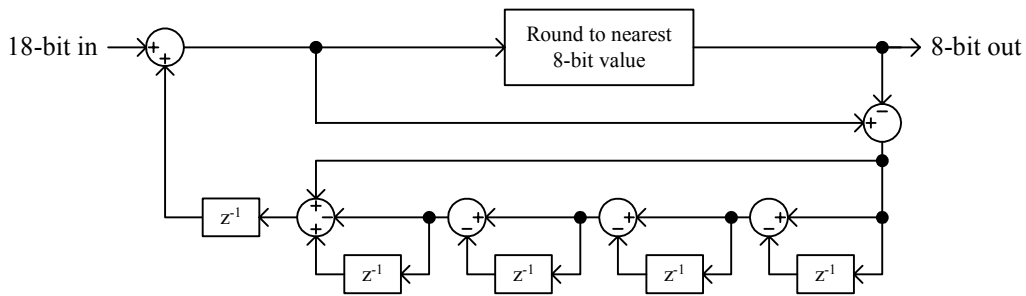 18-bit in
+
+
Round to nearest
8-bit value
8-bit out
−
+
z-1
+
−
+
+
−
+
−
+
−
z-1
z-1
z-1
z-1